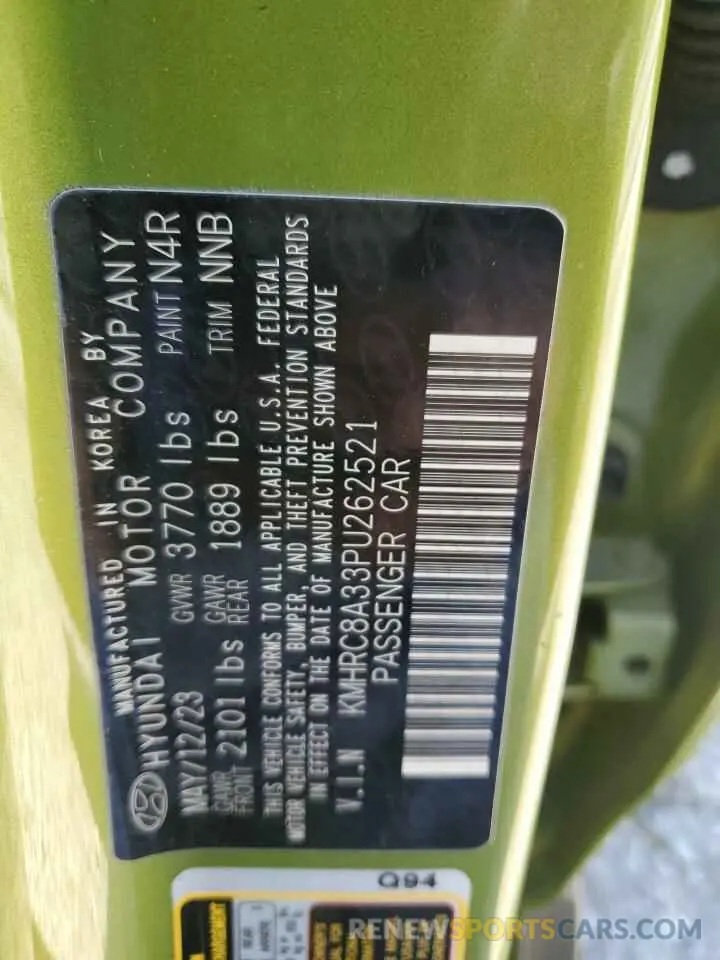 MANUFACTURED IN KOREA BY
HYUNDAI MOTOR COMPANY
MAY/12/23 GVWR 3770 lbs PAINT N4R
GAWR FRONT 2101 lbs GAWR REAR 1889 lbs TRIM NNB
THIS VEHICLE CONFORMS TO ALL APPLICABLE U.S.A. FEDERAL
MOTOR VEHICLE SAFETY, BUMPER, AND THEFT PREVENTION STANDARDS
IN EFFECT ON THE DATE OF MANUFACTURE SHOWN ABOVE
V.I.N KMHRC8A33PU262521
PASSENGER CAR
Q94
RENEWSPORTSCARS.COM